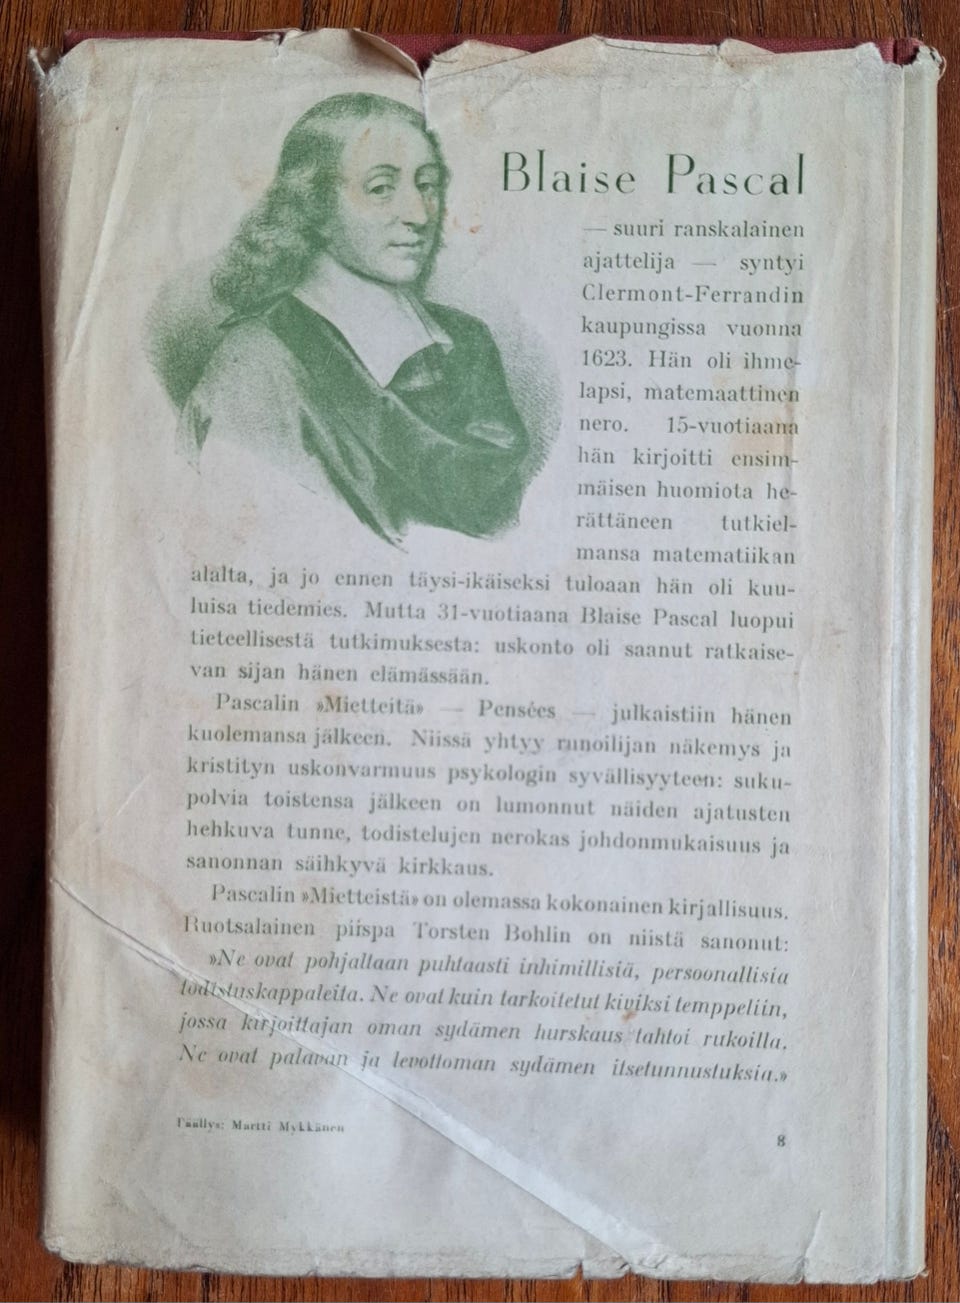 Blaise Pascal
— suuri ranskalainen
ajattelija — syntyi
Clermont-Ferrandin
kaupungissa vuonna
1623. Hän oli ihme-
lapsi, matemaattinen
nero. 15-vuotiaana
hän kirjoitti ensim-
mäisen huomiota he-
rättäneen tutkiel-
mansa matematiikan
alalta, ja jo ennen täysi-ikäiseksi tuloaan hän oli kuu-
luisa tiedemies. Mutta 31-vuotiaana Blaise Pascal luopui
tieteellisestä tutkimuksesta: uskonto oli saanut ratkaise-
van sijan hänen elämässään.
Pascalin »Mietteitä» — Pensées — julkaistiin hänen
kuolemansa jälkeen. Niissä yhtyy runoilijan näkemys ja
kristityn uskonvarmuus psykologin syvällisyyteen: suku-
polvia toistensa jälkeen on lumonnut näiden ajatusten
hehkuva tunne, todistelujen nerokas johdonmukaisuus ja
sanonnan säihkyvä kirkkaus.
Pascalin »Mietteistä» on olemassa kokonainen kirjallisuus.
Ruotsalainen piispa Torsten Bohlin on niistä sanonut:
»Ne ovat pohjaltaan puhtaasti inhimillisiä, persoonallisia
todistuskappaleita. Ne ovat kuin tarkoitetut kiviksi temppeliin,
jossa kirjoittajan oman sydämen hurskaus tahtoi rukoilla.
Ne ovat palavan ja levottoman sydämen itsetunnustuksia.»
Päällys: Martti Mykkänen
8